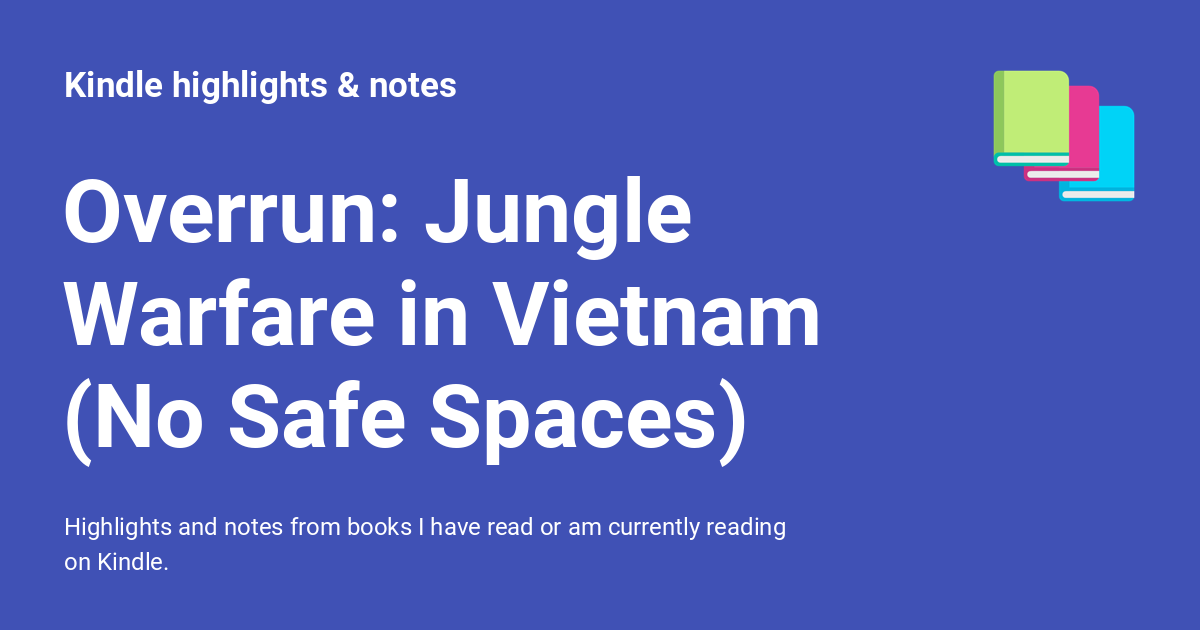 Kindle highlights & notes
Overrun: Jungle
Warfare in Vietnam
(No Safe Spaces)
Highlights and notes from books I have read or am currently reading
on Kindle.